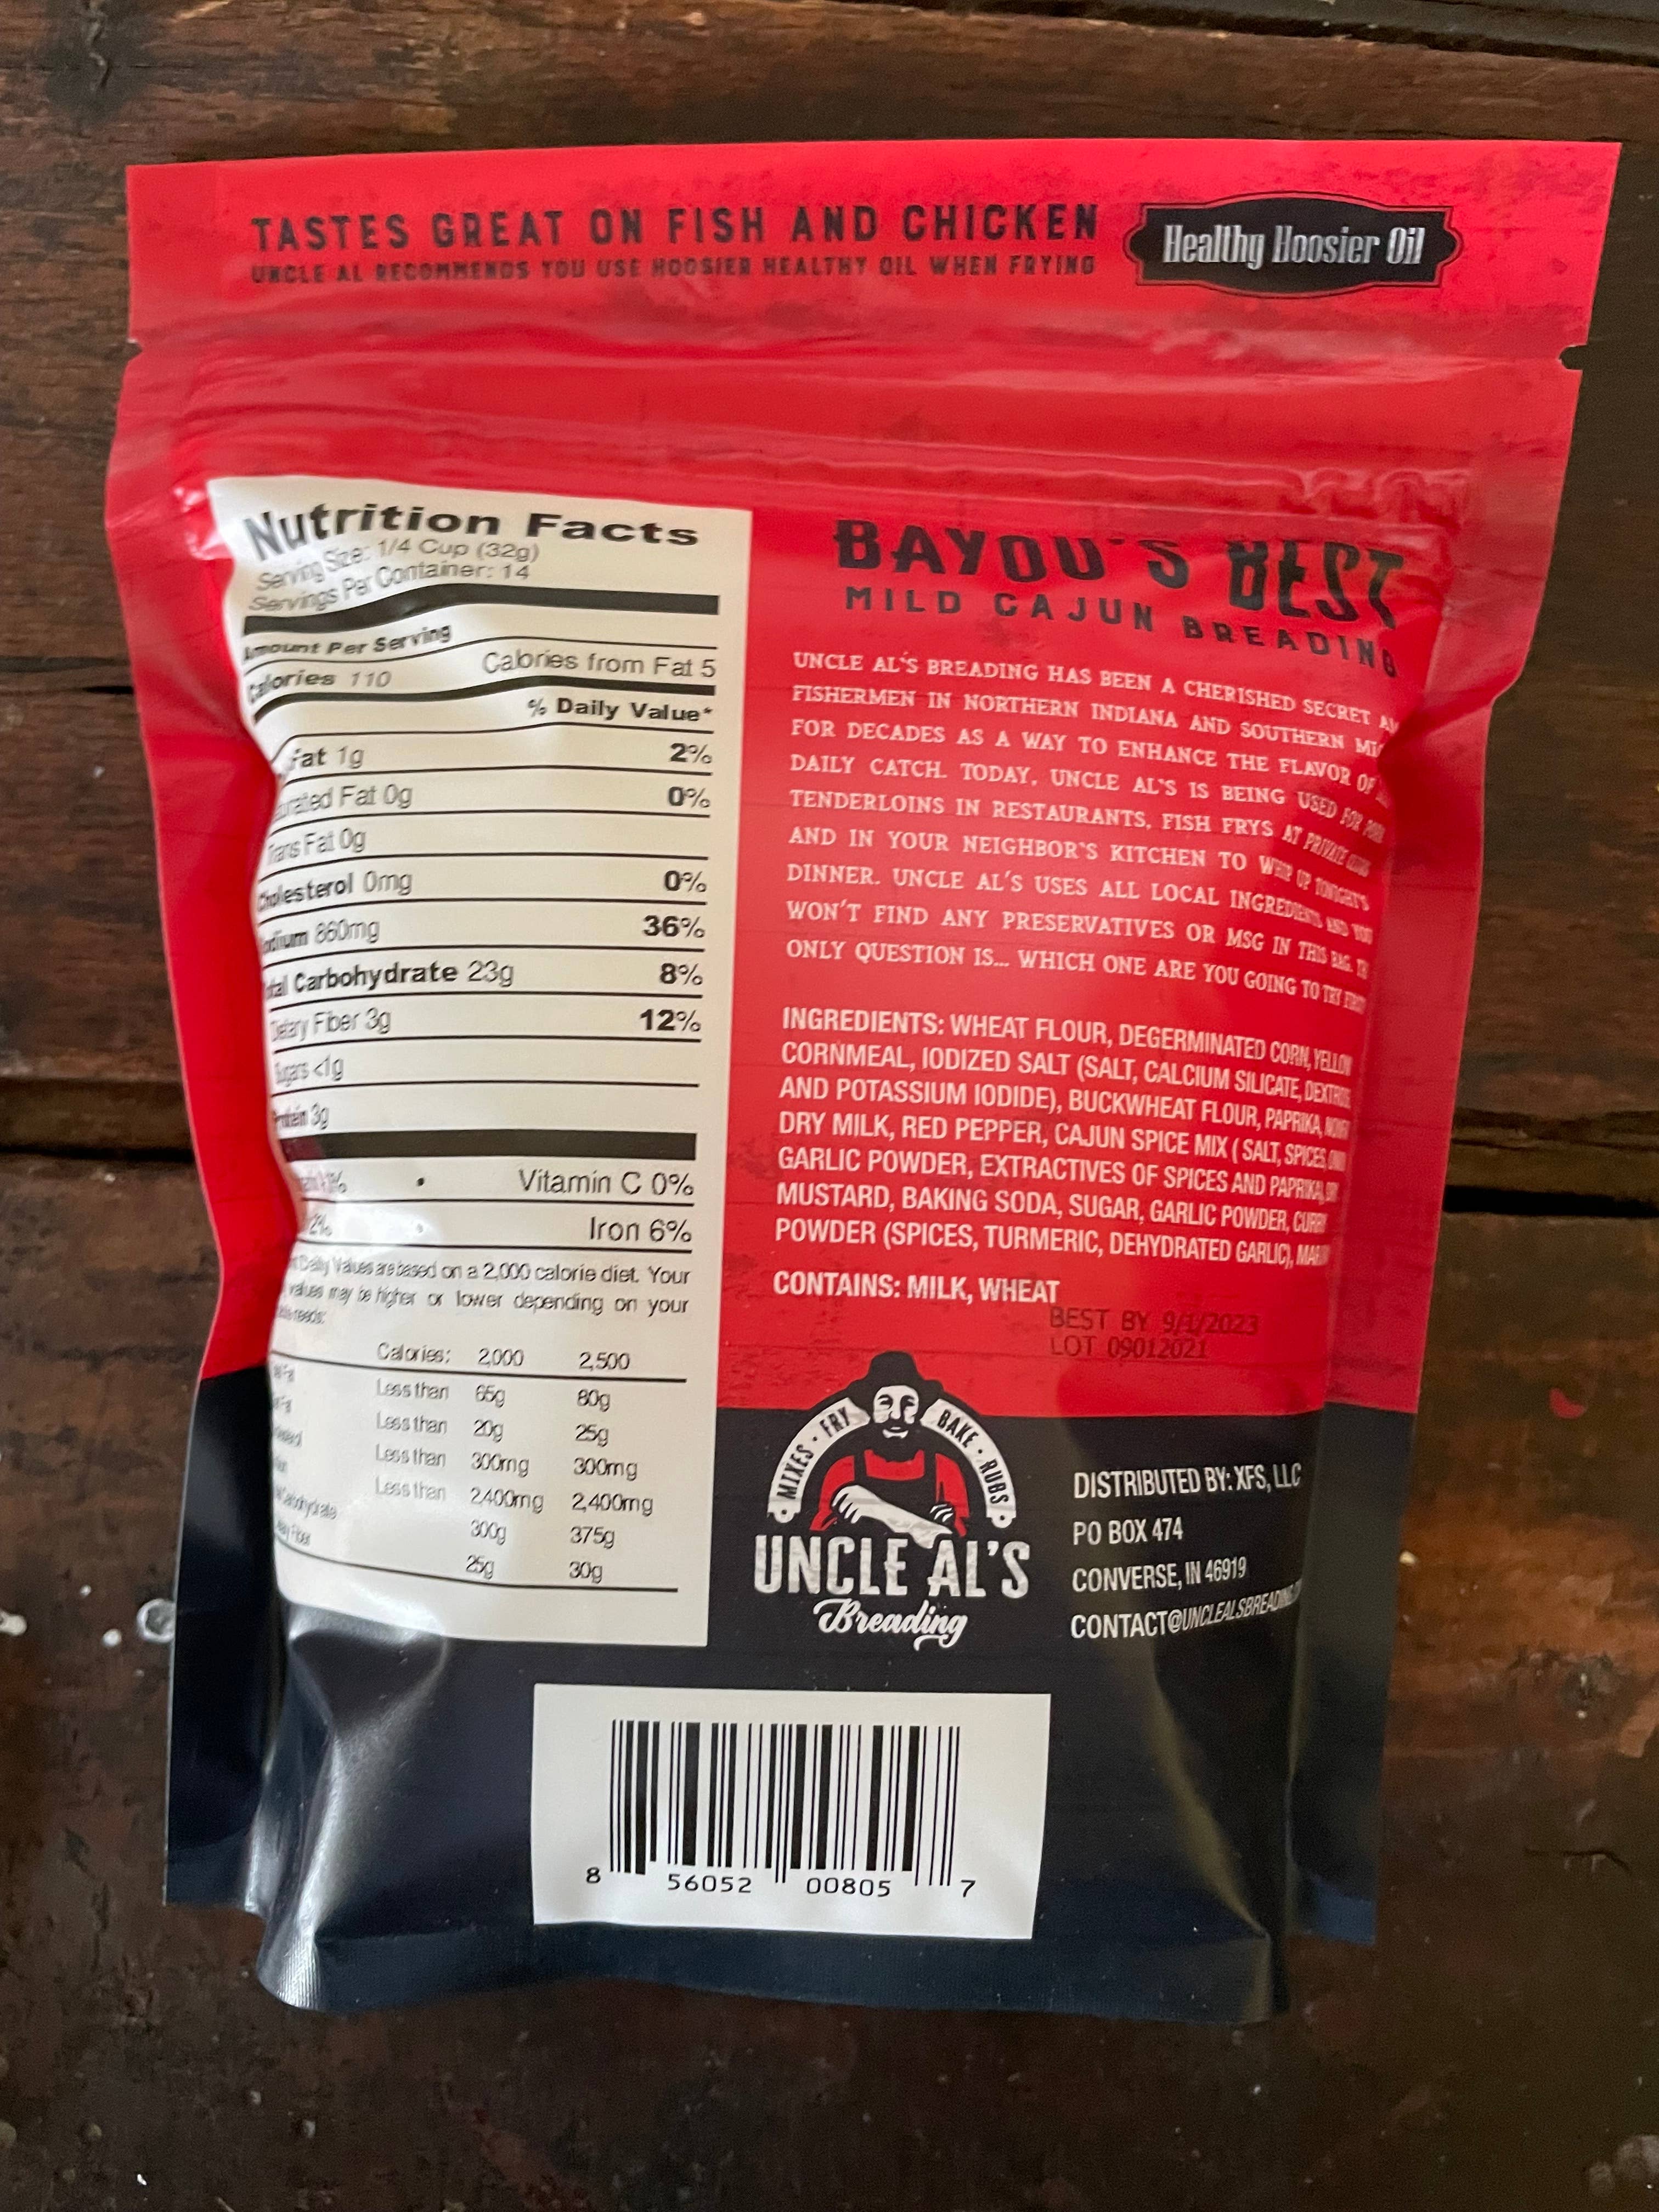 TASTES GREAT ON FISH AND CHICKEN
UNCLE AL RECOMMENDS YOU USE HOOSIER HEALTHY OIL WHEN FRYING
Healthy Hoosier Oil
Nutrition Facts
Serving Size: 1/4 Cup (32g)
Servings Per Container: 14
Amount Per Serving
Calories 110 Calories from Fat 5
% Daily Value*
Fat 1g 2%
Fat 0g 0%
Trans Fat 0g
Cholesterol 0mg 0%
Sodium 860mg 36%
Total Carbohydrate 23g 8%
Dietary Fiber 3g 12%
Sugars <1g
Protein 3g
• Vitamin C 0%
2% • Iron 6%
Daily Values are based on a 2,000 calorie diet. Your
values may be higher or lower depending on your
needs:
Calories: 2,000 2,500
Less than 65g 80g
Less than 20g 25g
Less than 300mg 300mg
Less than 2,400mg 2,400mg
Carbohydrate 300g 375g
25g 30g
BAYOU'S BEST
MILD CAJUN BREADING
UNCLE AL'S BREADING HAS BEEN A CHERISHED SECRET
FISHERMEN IN NORTHERN INDIANA AND SOUTHERN
FOR DECADES AS A WAY TO ENHANCE THE FLAVOR OF
DAILY CATCH. TODAY, UNCLE AL'S IS BEING USED FOR PORK
TENDERLOINS IN RESTAURANTS, FISH FRYS AT PRIVATE CLUBS
AND IN YOUR NEIGHBOR'S KITCHEN TO WHIP UP TONIGHT'S
DINNER. UNCLE AL'S USES ALL LOCAL INGREDIENTS AND YOU
WON'T FIND ANY PRESERVATIVES OR MSG IN THIS BAG.
ONLY QUESTION IS... WHICH ONE ARE YOU GOING TO TRY FIRST
INGREDIENTS: WHEAT FLOUR, DEGERMINATED CORN, YELLOW
CORNMEAL, IODIZED SALT (SALT, CALCIUM SILICATE, DEXTROSE
AND POTASSIUM IODIDE), BUCKWHEAT FLOUR, PAPRIKA, NONFAT
DRY MILK, RED PEPPER, CAJUN SPICE MIX ( SALT, SPICES,
GARLIC POWDER, EXTRACTIVES OF SPICES AND PAPRIKA),
MUSTARD, BAKING SODA, SUGAR, GARLIC POWDER, CURRY
POWDER (SPICES, TURMERIC, DEHYDRATED GARLIC),
CONTAINS: MILK, WHEAT
BEST BY 9/1/2023
LOT 09012021
MIXES • FRY BAKE • RUBS
UNCLE AL'S
Breading
DISTRIBUTED BY: XFS, LLC
PO BOX 474
CONVERSE, IN 46919
CONTACT@UNCLEALSBREADING
8 56052 00805 7